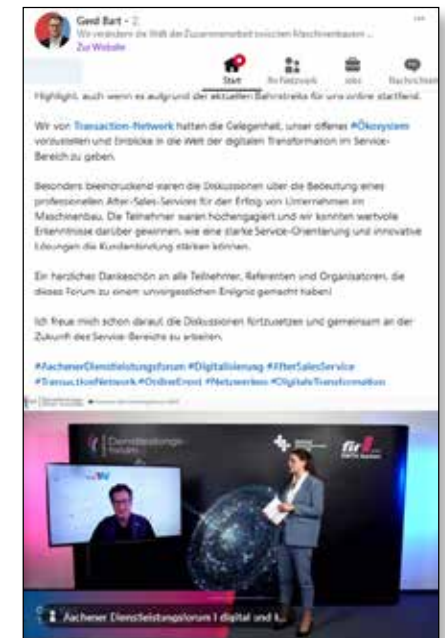 Gerd Bart • 2.
Wir verändern die Welt der Zusammenarbeit zwischen Maschinenbauern ...
Zur Website
Start Ihr Netzwerk Jobs Nachrichten
Highlight, auch wenn es aufgrund der aktuellen Bahnstreiks für uns online stattfand.
Wir von Transaction-Network hatten die Gelegenheit, unser offenes #Ökosystem
vorzustellen und Einblicke in die Welt der digitalen Transformation im Service-
Bereich zu geben.
Besonders beeindruckend waren die Diskussionen über die Bedeutung eines
professionellen After-Sales-Services für den Erfolg von Unternehmen im
Maschinenbau. Die Teilnehmer waren hochengagiert und wir konnten wertvolle
Erkenntnisse darüber gewinnen, wie eine starke Service-Orientierung und innovative
Lösungen die Kundenbindung stärken können.
Ein herzliches Dankeschön an alle Teilnehmer, Referenten und Organisatoren, die
dieses Forum zu einem unvergesslichen Ereignis gemacht haben!
Ich freue mich schon darauf, die Diskussionen fortzusetzen und gemeinsam an der
Zukunft des Service-Bereichs zu arbeiten.
#AachenerDienstleistungsforum #Digitalisierung #AfterSalesService
#TransactionNetwork #OnlineEvent #Netzwerken #DigitaleTransformation
Dienstleistungs-
forum
fir
Aachener Dienstleistungsforum | digital und